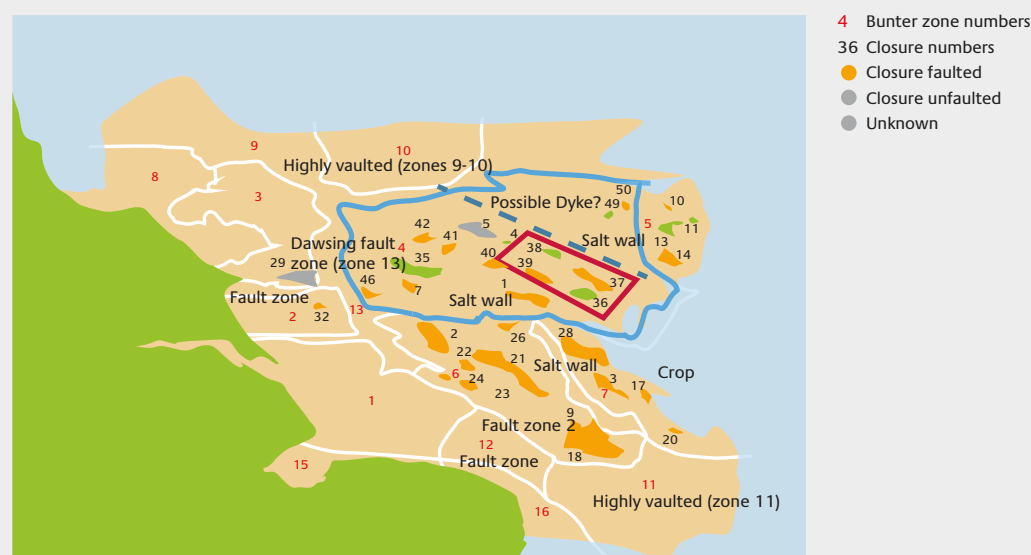 4 Bunter zone numbers
36 Closure numbers
Closure faulted
Closure unfaulted
Unknown
9
10
Highly vaulted (zones 9-10)
8
3
Possible Dyke?
50
49
10
5
11
42
5
4
Salt wall
13
Dawsing fault
4
41
38
14
29
zone (zone 13)
35
40
39
46
7
1
37
Fault zone
Salt wall
36
2
32
13
2
26
28
22
21
Salt wall
Crop
6
24
3
17
23
7
1
9
Fault zone 2
20
12
18
Fault zone
15
11
Highly vaulted (zone 11)
16